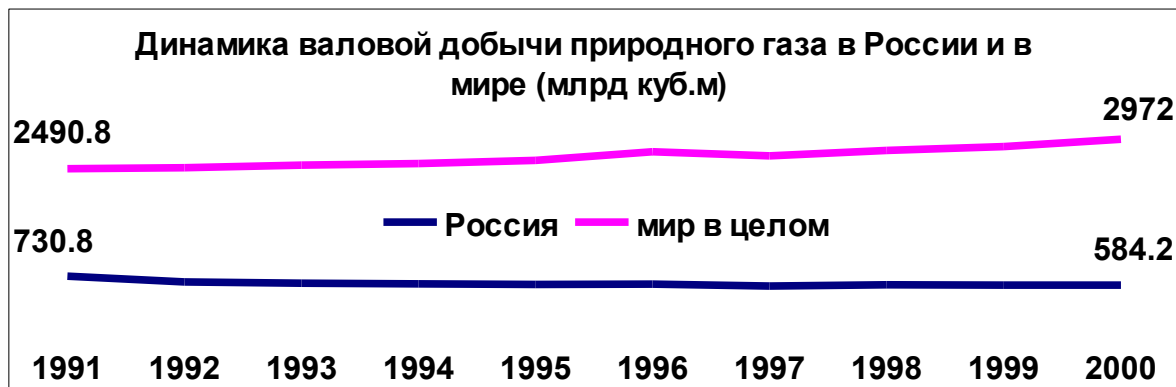 Динамика валовой добычи природного газа в России и в
мире (млрд куб.м)
2972
2490.8
Россия мир в целом
730.8
584.2
1991 1992 1993 1994 1995 1996 1997 1998 1999 2000